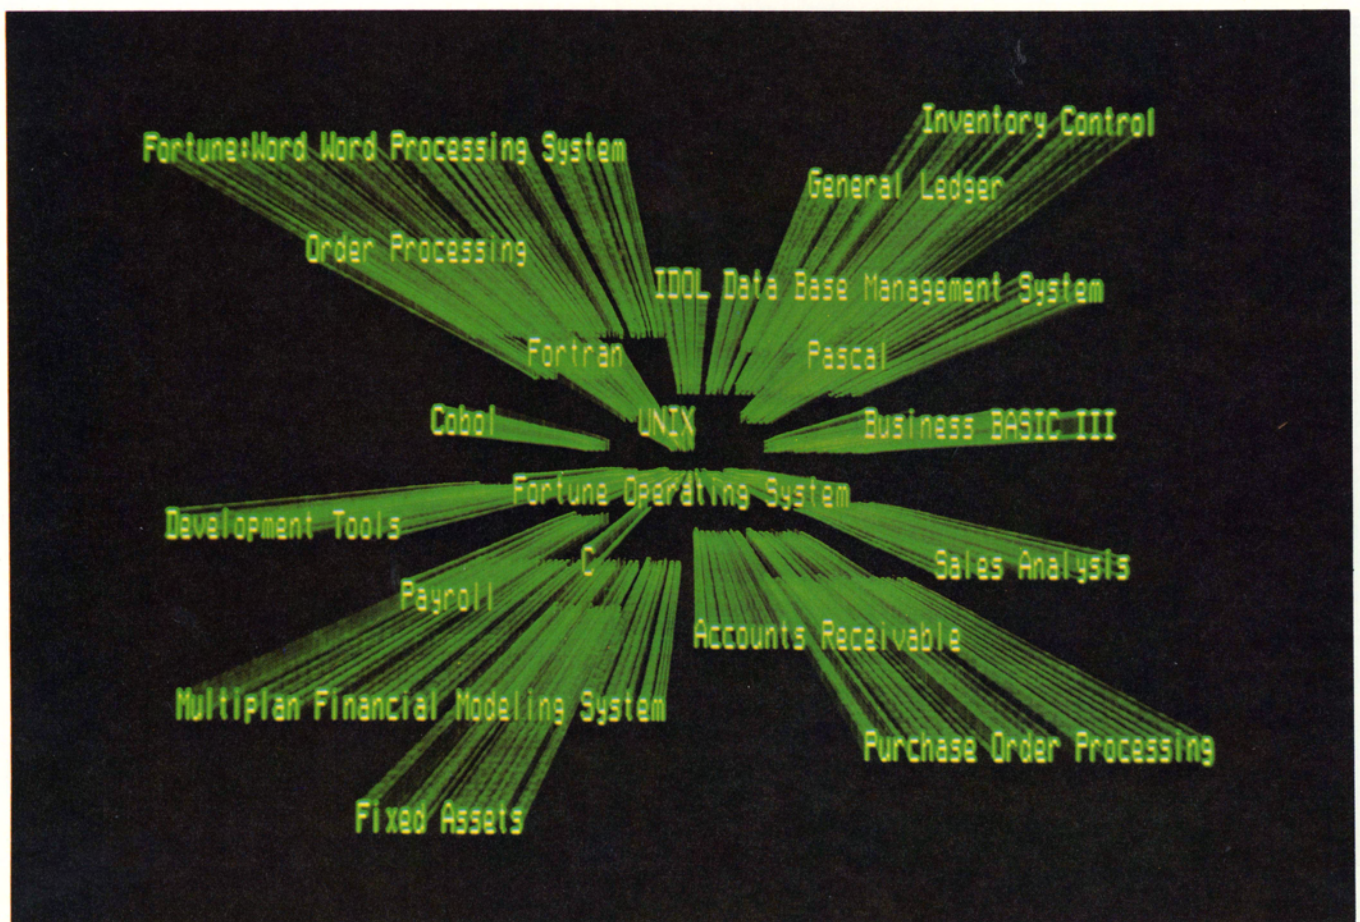 Inventory Control
Fortune:Word Word Processing System
General Ledger
Order Processing
IDOL Data Base Management System
Fortran
Pascal
Cobol
UNIX
Business BASIC III
Fortune Operating System
Development Tools
C
Sales Analysis
Payroll
Accounts Receivable
Multiplan Financial Modeling System
Purchase Order Processing
Fixed Assets